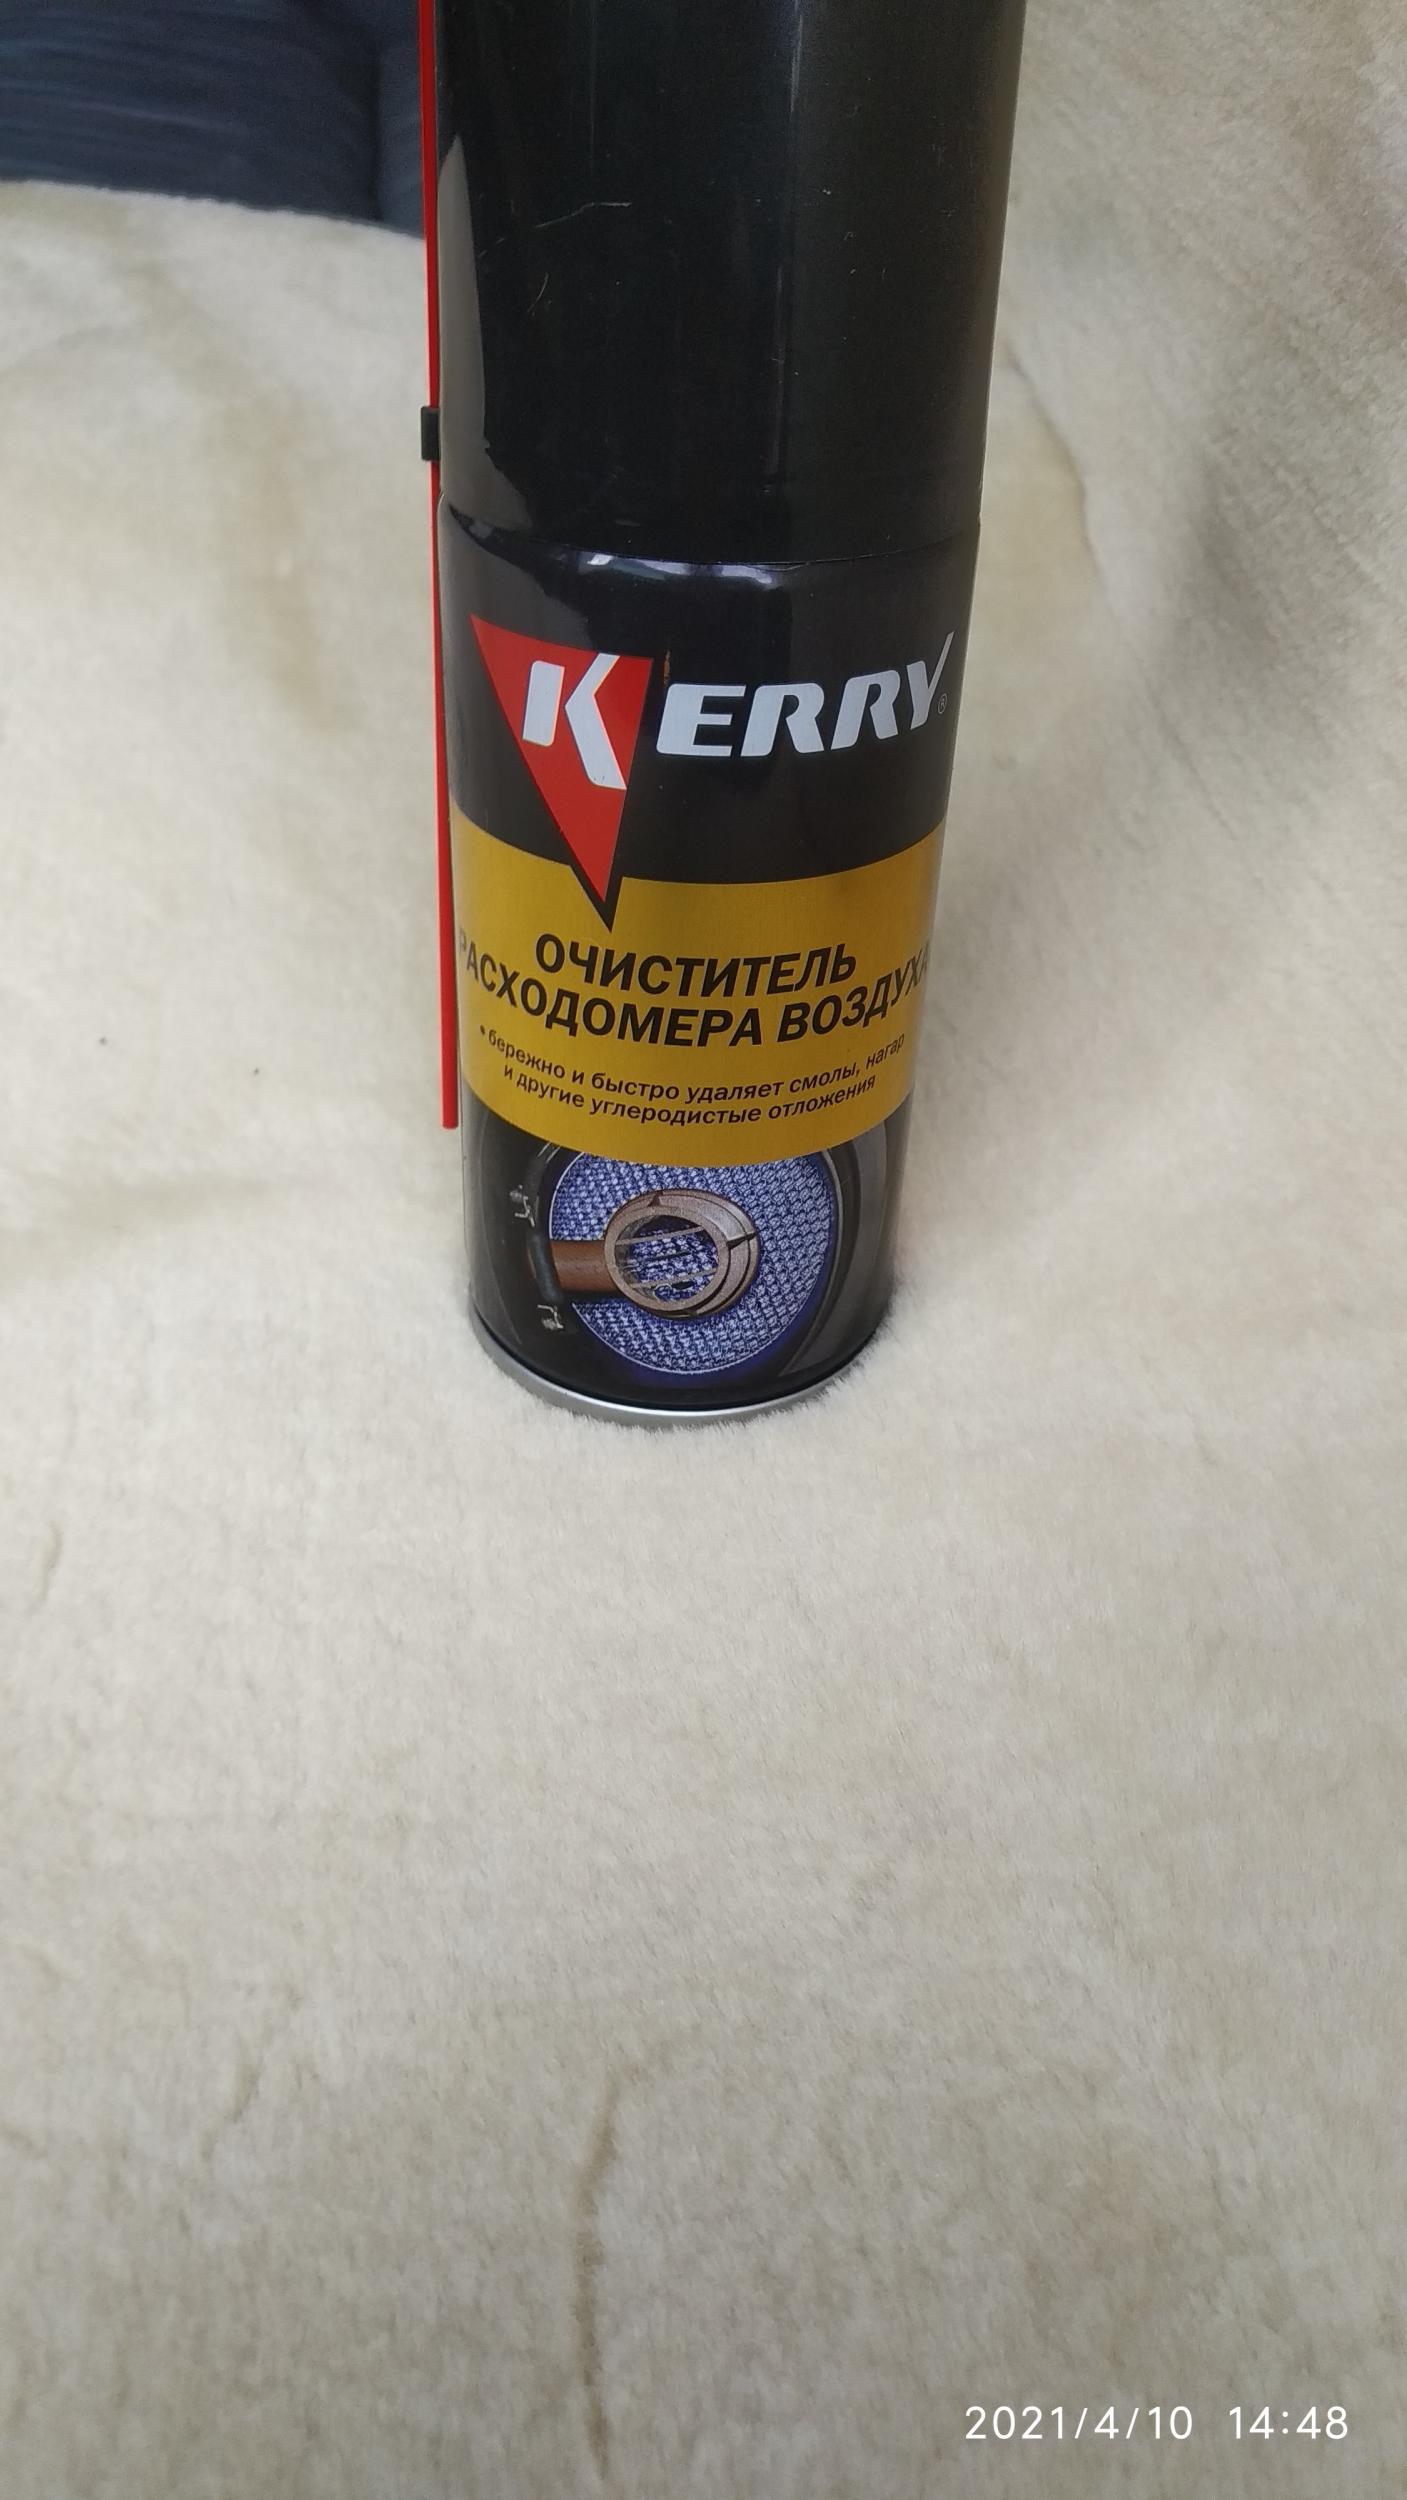 KERRY®
ОЧИСТИТЕЛЬ
РАСХОДОМЕРА ВОЗДУХА
• бережно и быстро удаляет смолы, нагар
и другие углеродистые отложения
2021/4/10 14:48